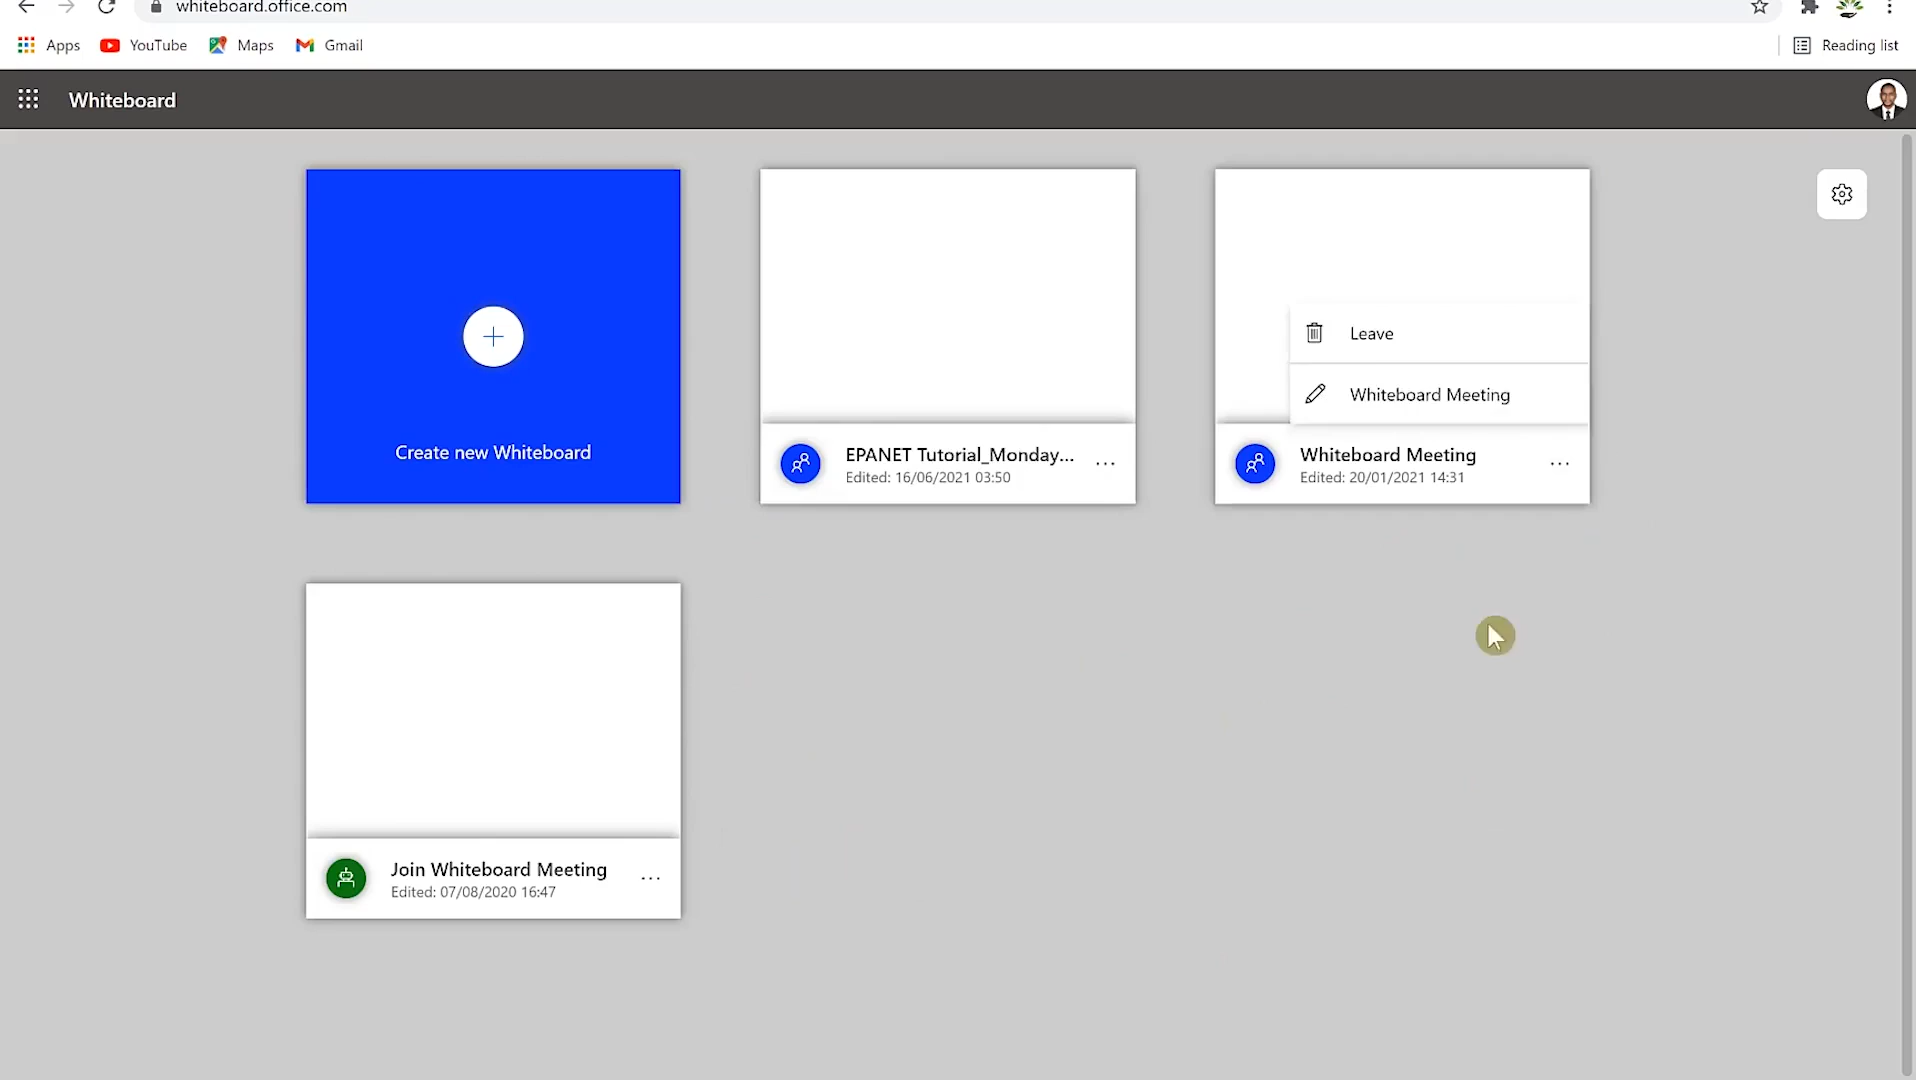 whiteboard.office.com
Apps
YouTube
Maps
Gmail
Reading list
Whiteboard
Create new Whiteboard
EPANET Tutorial_Monday...
Edited: 16/06/2021 03:50
Leave
Whiteboard Meeting
Whiteboard Meeting
Edited: 20/01/2021 14:31
Join Whiteboard Meeting
Edited: 07/08/2020 16:47